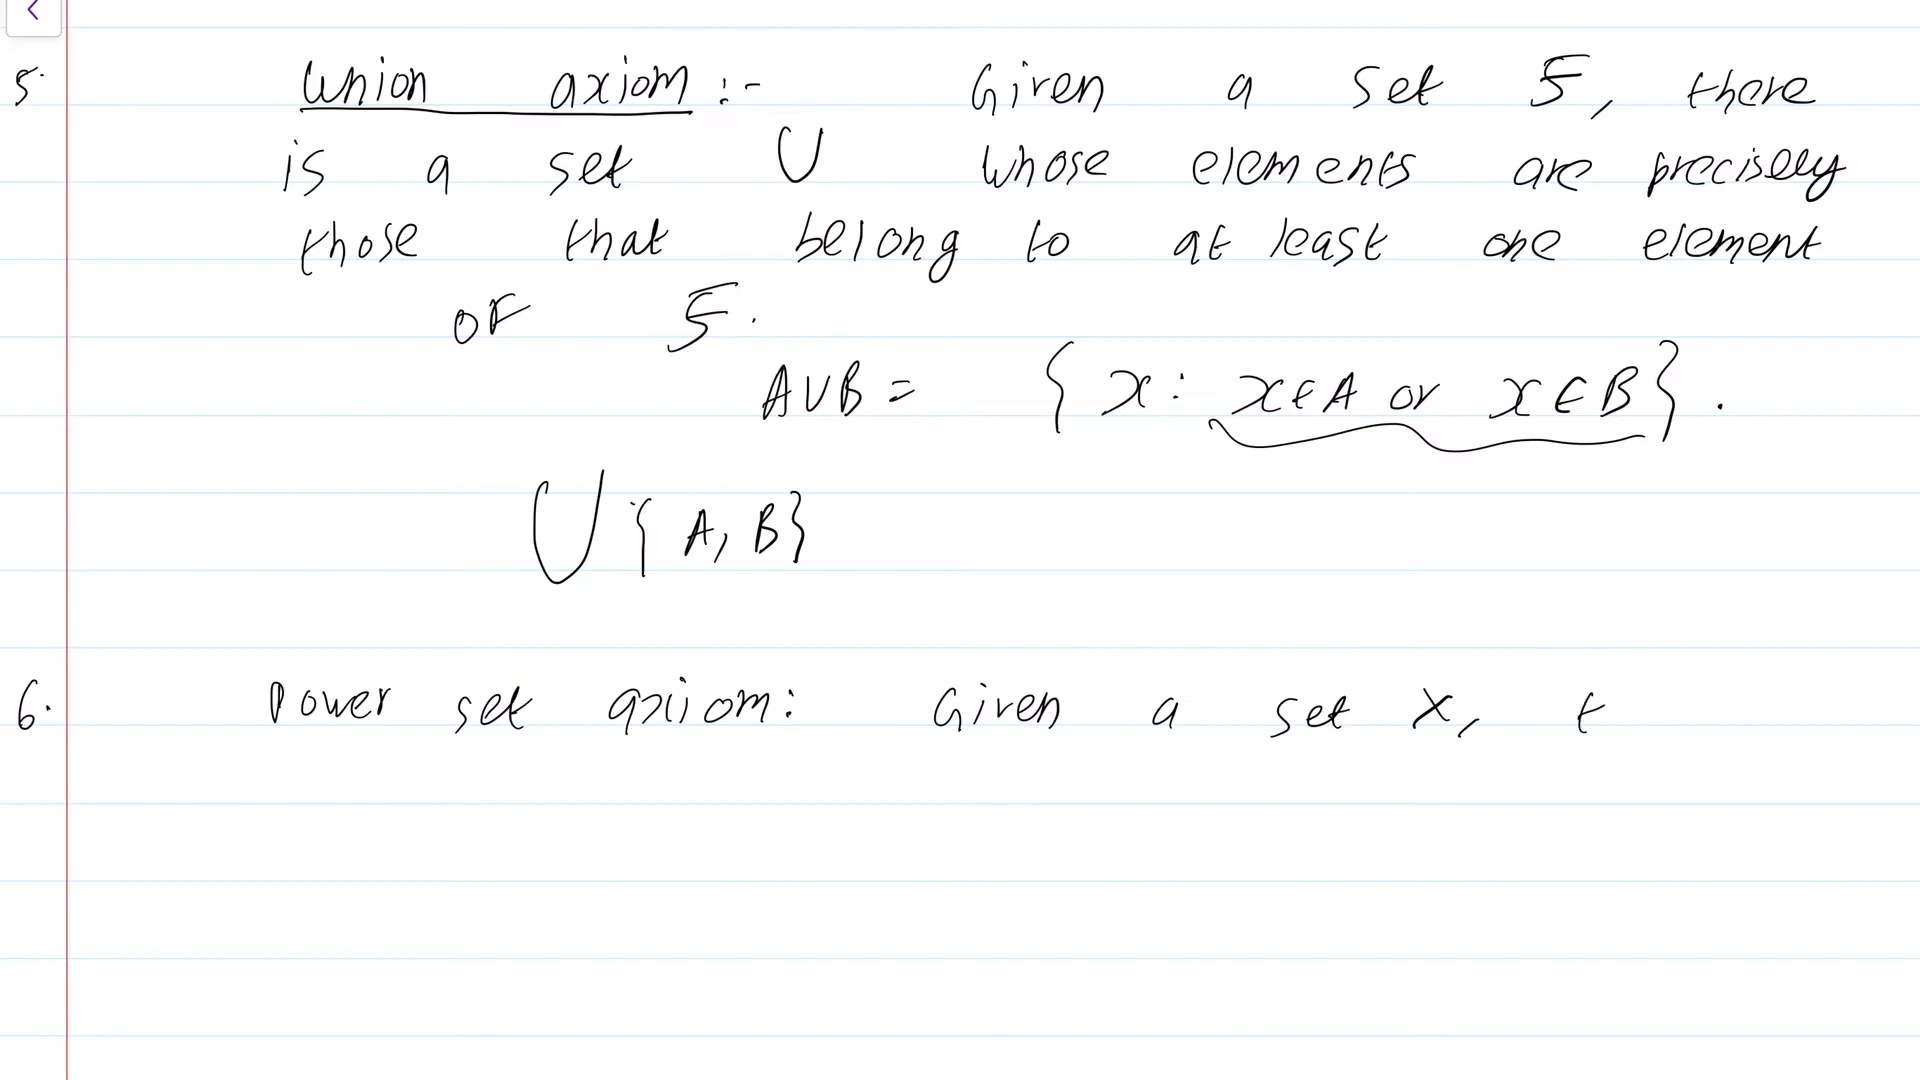 5. Union axiom :- Given a set F, there
is a set U whose elements are precisely
those that belong to at least one element
of F.
A∪B = { x : x∈A or x∈B } .
⋃ { A, B }
6. Power set axiom: Given a set X, t